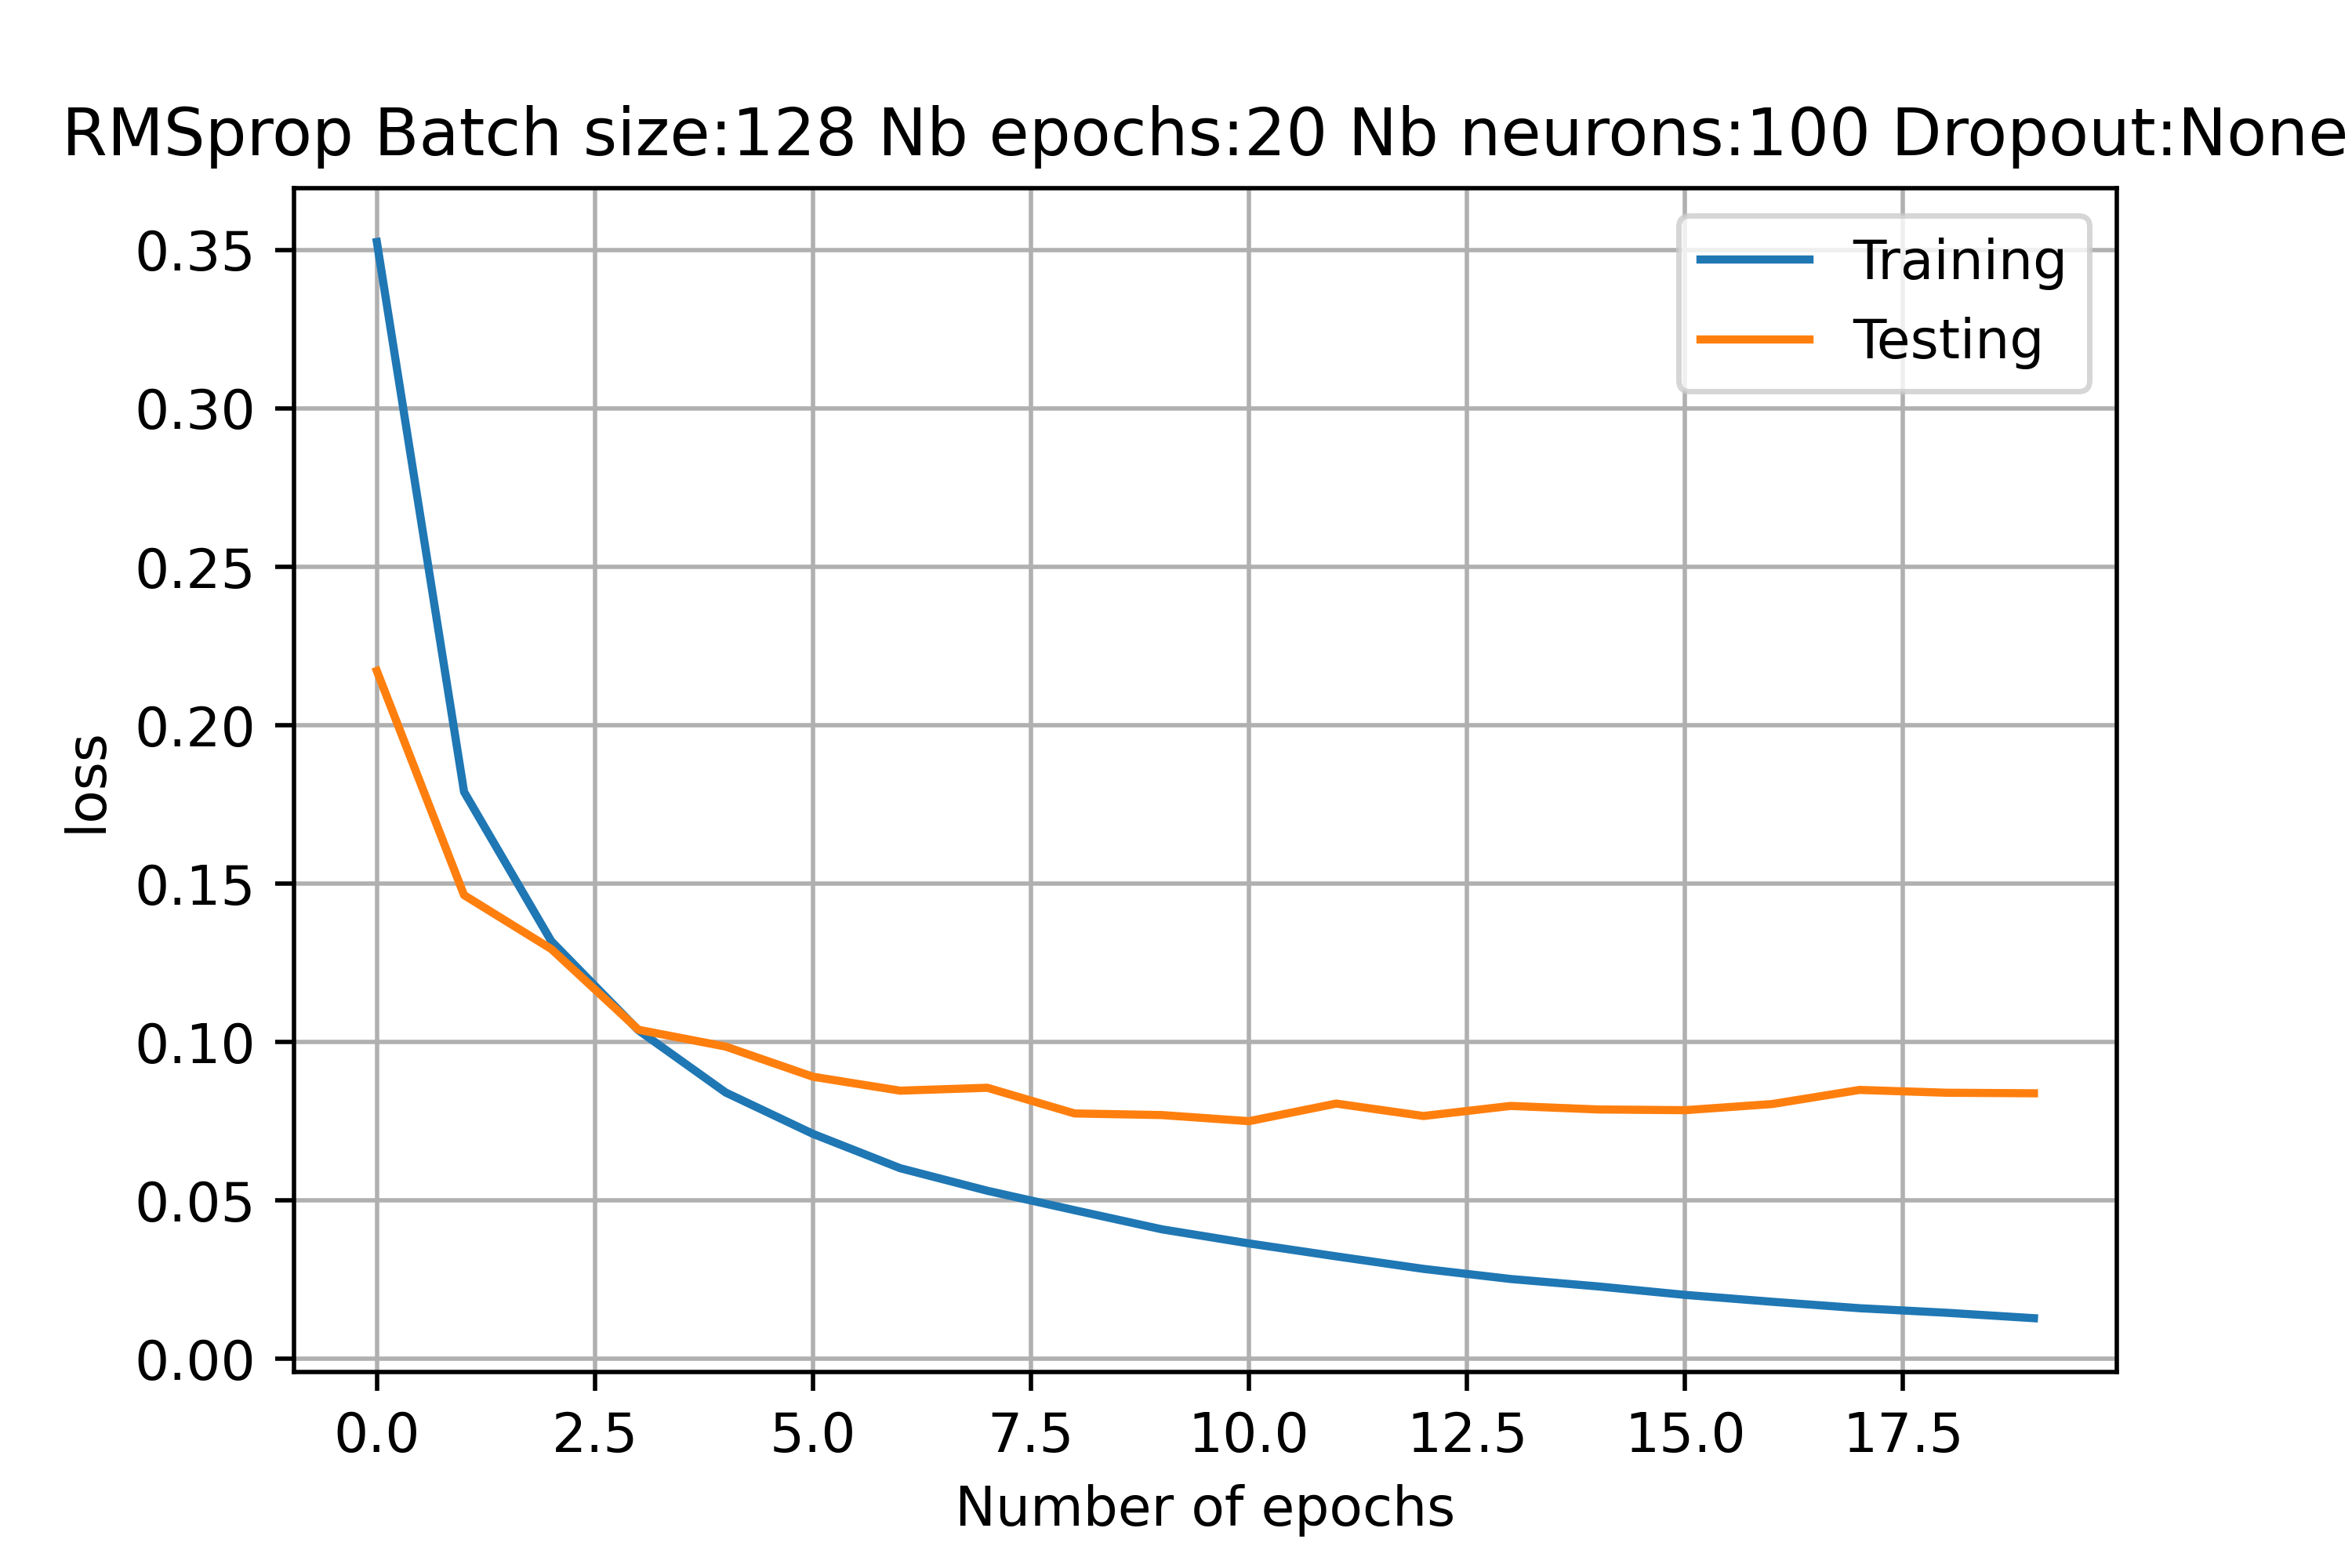 RMSprop Batch size:128 Nb epochs:20 Nb neurons:100 Dropout:None
Training
Testing
0.35
0.30
0.25
0.20
0.15
0.10
0.05
0.00
loss
0.0 2.5 5.0 7.5 10.0 12.5 15.0 17.5
Number of epochs